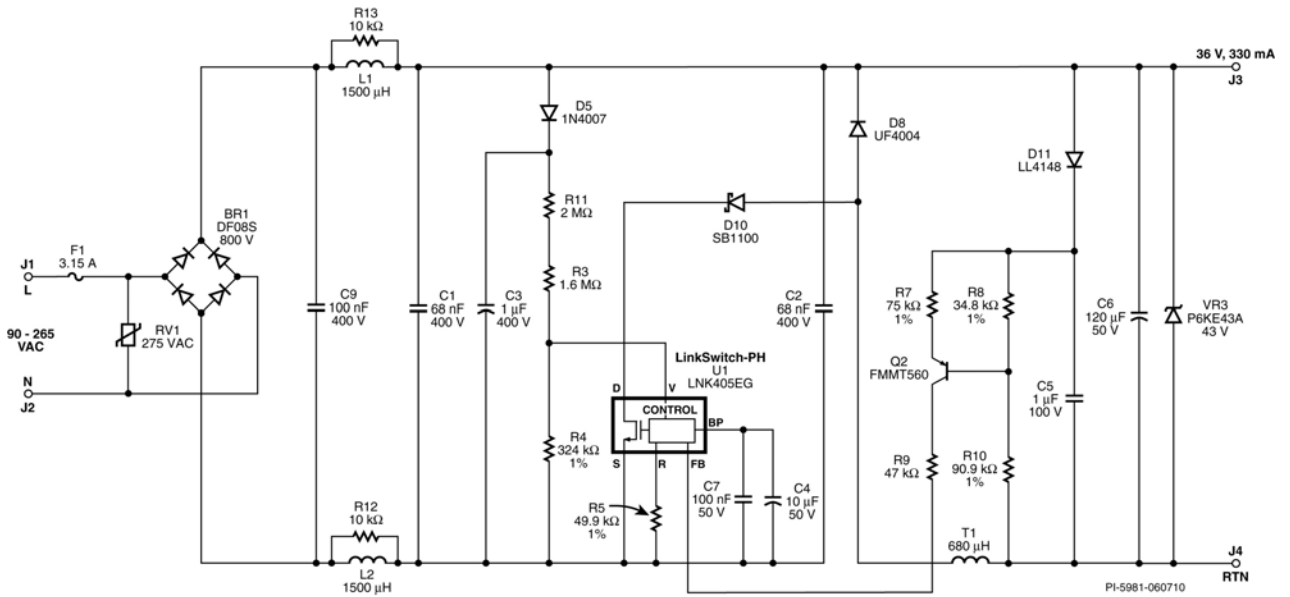 R13
10 kΩ
L1
1500 µH
36 V, 330 mA
J3
D5
1N4007
D8
UF4004
D11
LL4148
R11
2 MΩ
D10
SB1100
BR1
DF08S
800 V
F1
3.15 A
J1
L
R3
1.6 MΩ
C9
100 nF
400 V
C1
68 nF
400 V
C3
1 µF
400 V
C2
68 nF
400 V
R7
75 kΩ
1%
R8
34.8 kΩ
1%
C6
120 µF
50 V
VR3
P6KE43A
43 V
90 - 265
VAC
RV1
275 VAC
LinkSwitch-PH
U1
LNK405EG
Q2
FMMT560
N
J2
D
V
CONTROL
BP
C5
1 µF
100 V
R4
324 kΩ
1%
S
R
FB
R9
47 kΩ
R10
90.9 kΩ
1%
C7
100 nF
50 V
C4
10 µF
50 V
R5
49.9 kΩ
1%
R12
10 kΩ
L2
1500 µH
T1
680 µH
J4
RTN
PI-5981-060710